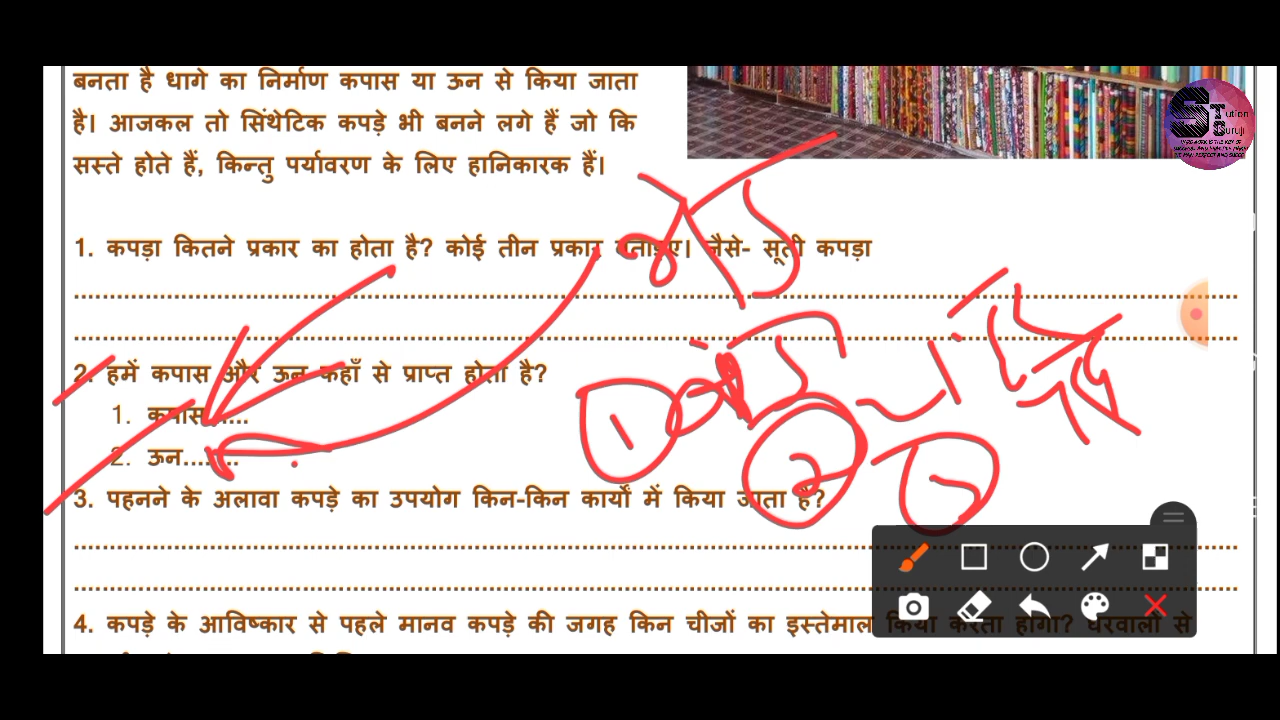 बनता है धागे का निर्माण कपास या ऊन से किया जाता
है। आजकल तो सिंथेटिक कपड़े भी बनने लगे हैं जो कि
सस्ते होते हैं, किन्तु पर्यावरण के लिए हानिकारक हैं।
S Tution
G Guruji
1. कपड़ा कितने प्रकार का होता है? कोई तीन प्रकार बताइए। जैसे- सूती कपड़ा
2. हमें कपास और ऊन कहाँ से प्राप्त होता है?
1. कपास.....
2. ऊन........
3. पहनने के अलावा कपड़े का उपयोग किन-किन कार्यों में किया जाता है?
4. कपड़े के आविष्कार से पहले मानव कपड़े की जगह किन चीजों का इस्तेमाल किया करता होगा? घरवालों से